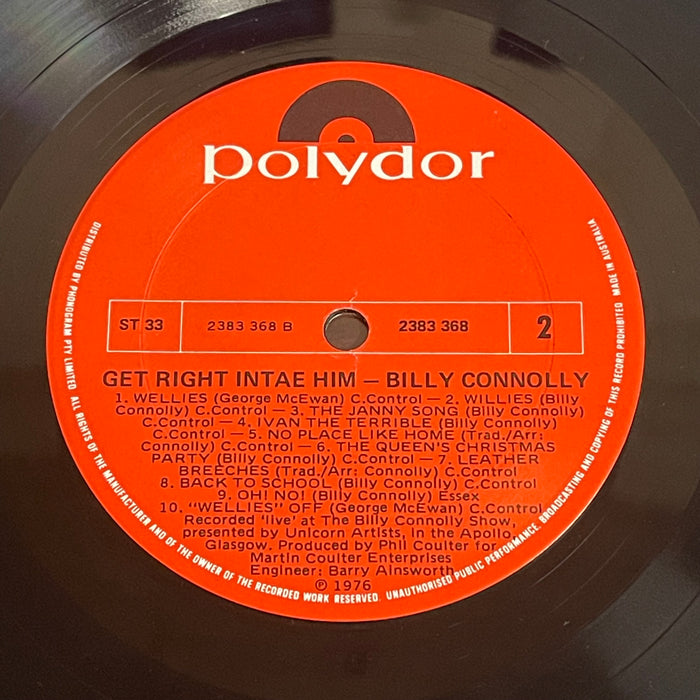 polydor
ST 33
2383 368 B
2383 368
2
GET RIGHT INTAE HIM — BILLY CONNOLLY
1. WELLIES (George McEwan) C.Control – 2. WILLIES (Billy
Connolly) C.Control – 3. THE JANNY SONG (Billy Connolly)
C.Control – 4. IVAN THE TERRIBLE (Billy Connolly)
C.Control – 5. NO PLACE LIKE HOME (Trad./Arr:
Connolly) C.Control – 6. THE QUEEN'S CHRISTMAS
PARTY (Billy Connolly) C.Control – 7. LEATHER
BREECHES (Trad./Arr: Connolly) C.Control
8. BACK TO SCHOOL (Billy Connolly) C.Control
9. OH! NO! (Billy Connolly) Essex
10. "WELLIES" OFF (George McEwan) C.Control
Recorded 'live' at The Billy Connolly Show,
presented by Unicorn Artists, in the Apollo,
Glasgow. Produced by Phil Coulter for
Martin Coulter Enterprises
Engineer: Barry Ainsworth
℗ 1976
DISTRIBUTED BY PHONOGRAM PTY LIMITED. ALL RIGHTS OF THE MANUFACTURER AND OF THE OWNER OF THE RECORDED WORK RESERVED. UNAUTHORISED PUBLIC PERFORMANCE, BROADCASTING AND COPYING OF THIS RECORD PROHIBITED MADE IN AUSTRALIA